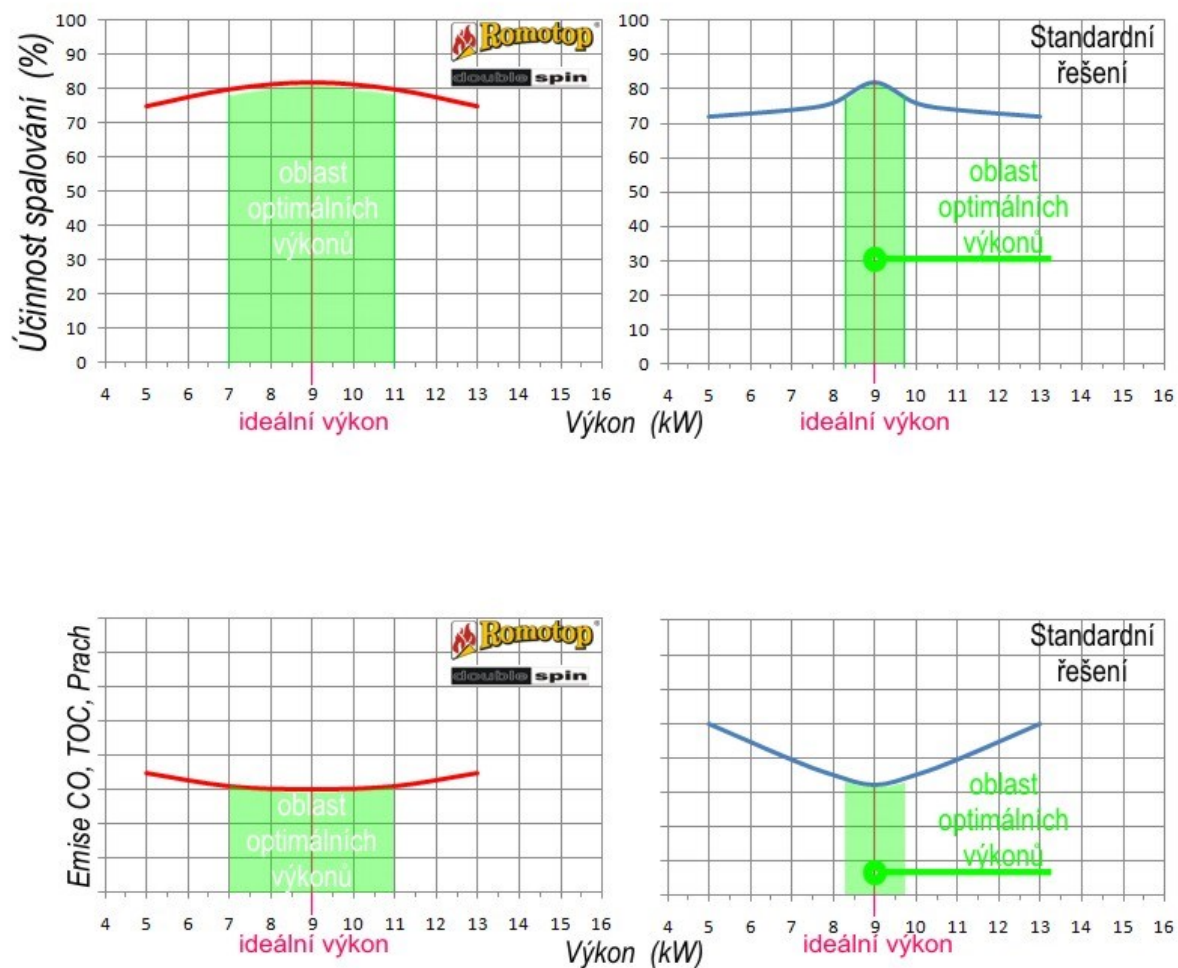 Účinnost spalování (%)
100
90
80
70
60
50
40
30
20
10
0
Romotop®
double spin
oblast
optimálních
výkonů
4 5 6 7 8 9 10 11 12 13 14 15 16
ideální výkon
Výkon (kW)
100
90
80
70
60
50
40
30
20
10
0
Standardní
řešení
oblast
optimálních
výkonů
4 5 6 7 8 9 10 11 12 13 14 15 16
ideální výkon
Emise CO, TOC, Prach
Romotop®
double spin
oblast
optimálních
výkonů
4 5 6 7 8 9 10 11 12 13 14 15 16
ideální výkon
Výkon (kW)
Standardní
řešení
oblast
optimálních
výkonů
4 5 6 7 8 9 10 11 12 13 14 15 16
ideální výkon